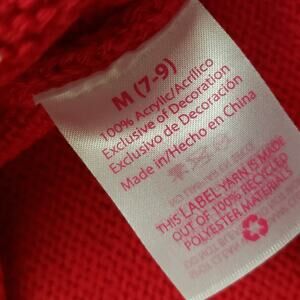 M (7-9)
100% Acrylic/Acrílico
Exclusive of Decoration
Exclusivo de Decoración
Made in/Hecho en China
THIS LABEL YARN IS MADE
OUT OF 100% RECYCLED
POLYESTER MATERIALS